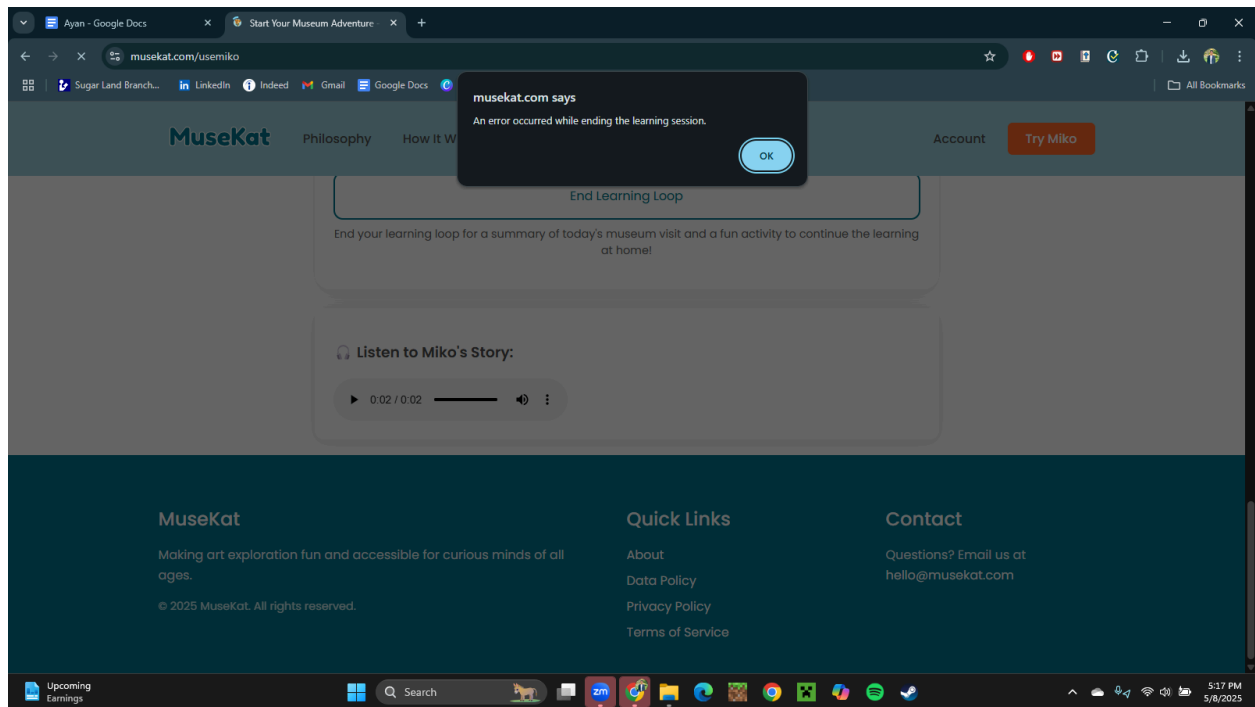 Ayan - Google Docs
Start Your Museum Adventure
musekat.com/usemiko
Sugar Land Branch...
LinkedIn
Indeed
Gmail
Google Docs
All Bookmarks
musekat.com says
An error occurred while ending the learning session.
OK
MuseKat
Philosophy
How It W
Account
Try Miko
End Learning Loop
End your learning loop for a summary of today's museum visit and a fun activity to continue the learning
at home!
Listen to Miko's Story:
0:02 / 0:02
MuseKat
Making art exploration fun and accessible for curious minds of all
ages.
© 2025 MuseKat. All rights reserved.
Quick Links
About
Data Policy
Privacy Policy
Terms of Service
Contact
Questions? Email us at
hello@musekat.com
Upcoming
Earnings
Search
zm
5:17 PM
5/8/2025